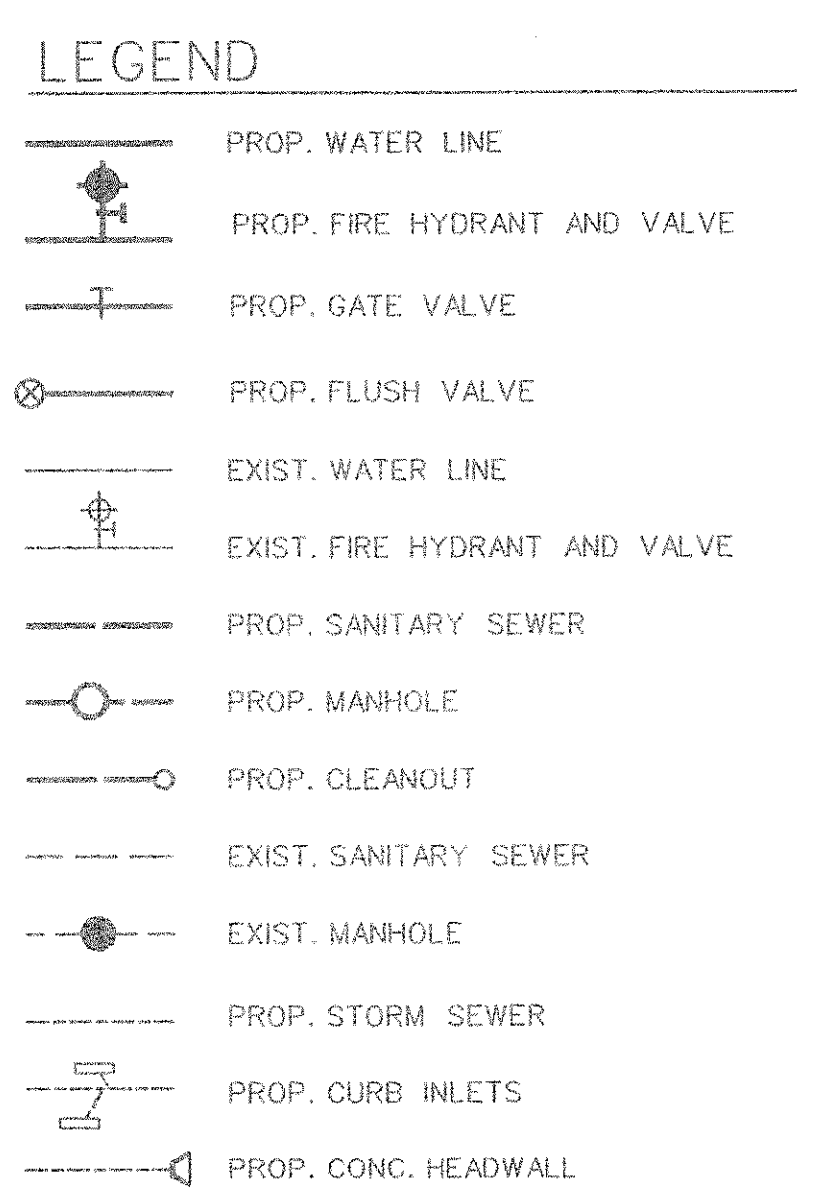 LEGEND
PROP. WATER LINE
PROP. FIRE HYDRANT AND VALVE
PROP. GATE VALVE
PROP. FLUSH VALVE
EXIST. WATER LINE
EXIST. FIRE HYDRANT AND VALVE
PROP. SANITARY SEWER
PROP. MANHOLE
PROP. CLEANOUT
EXIST. SANITARY SEWER
EXIST. MANHOLE
PROP. STORM SEWER
PROP. CURB INLETS
PROP. CONC. HEADWALL